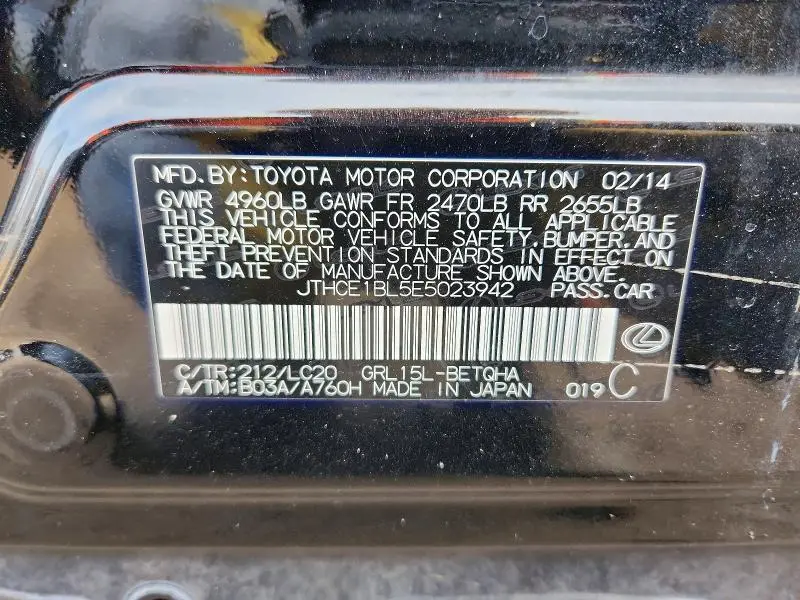 MFD.BY:TOYOTA MOTOR CORPORATION 02/14
GVWR 4960LB GAWR FR 2470LB RR 2655LB
THIS VEHICLE CONFORMS TO ALL APPLICABLE
FEDERAL MOTOR VEHICLE SAFETY,BUMPER,AND
THEFT PREVENTION STANDARDS IN EFFECT ON
THE DATE OF MANUFACTURE SHOWN ABOVE.
JTHCE1BL5E5023942 PASS.CAR
C/TR:212/LC20 GRL15L-BETQHA
A/TM:B03A/A760H MADE IN JAPAN 019 C